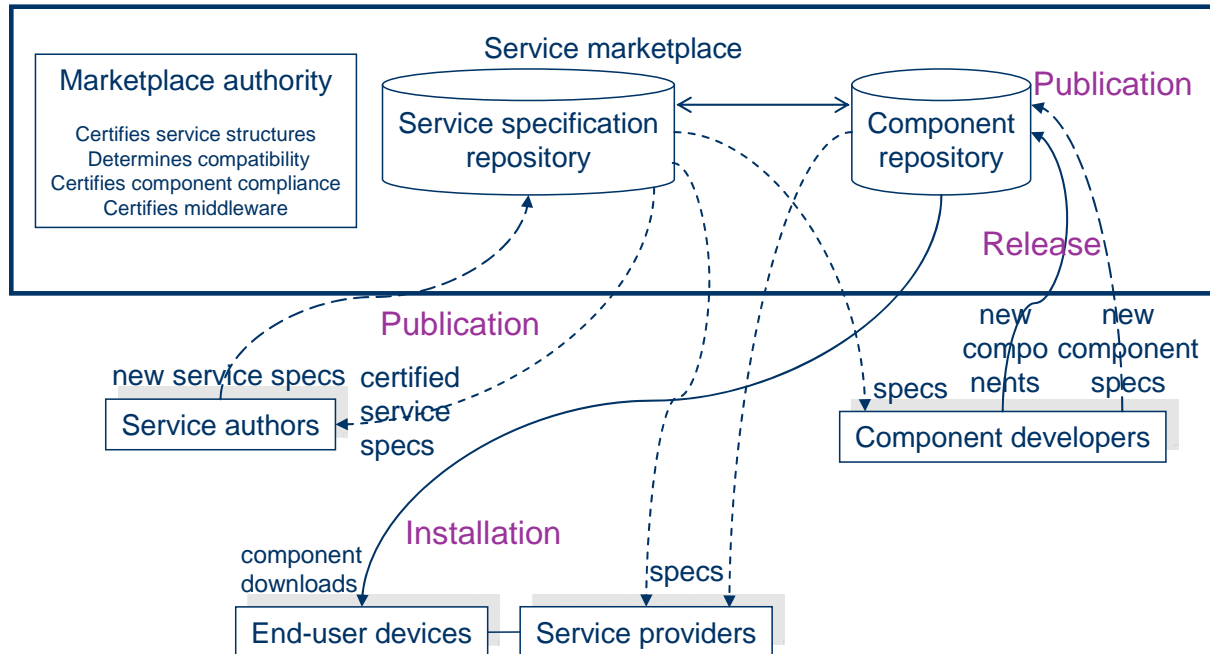 Service marketplace
Marketplace authority
Certifies service structures
Determines compatibility
Certifies component compliance
Certifies middleware
Service specification
repository
Component
repository
Publication
Release
Publication
new service specs
certified
service
specs
Service authors
specs
new
compo
nents
new
component
specs
Component developers
Installation
component
downloads
specs
End-user devices
Service providers